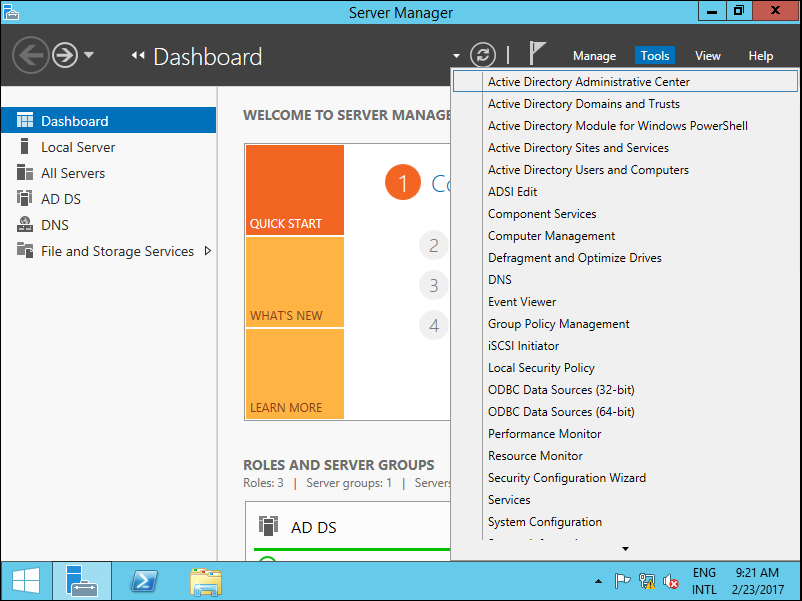 Server Manager
Dashboard
Manage
Tools
View
Help
Dashboard
Local Server
All Servers
AD DS
DNS
File and Storage Services
WELCOME TO SERVER MANAGE
QUICK START
WHAT'S NEW
LEARN MORE
1
2
3
4
ROLES AND SERVER GROUPS
Roles: 3 | Server groups: 1 | Servers
AD DS
Active Directory Administrative Center
Active Directory Domains and Trusts
Active Directory Module for Windows PowerShell
Active Directory Sites and Services
Active Directory Users and Computers
ADSI Edit
Component Services
Computer Management
Defragment and Optimize Drives
DNS
Event Viewer
Group Policy Management
iSCSI Initiator
Local Security Policy
ODBC Data Sources (32-bit)
ODBC Data Sources (64-bit)
Performance Monitor
Resource Monitor
Security Configuration Wizard
Services
System Configuration
ENG
INTL
9:21 AM
2/23/2017